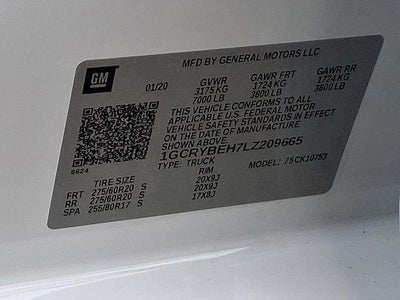 GM
MFD BY GENERAL MOTORS LLC
01/20 GVWR GAWR FRT GAWR RR
3175 KG 1724 KG 1724 KG
7000 LB 3800 LB 3800 LB
THIS VEHICLE CONFORMS TO ALL
APPLICABLE U.S. FEDERAL MOTOR
VEHICLE SAFETY STANDARDS IN EFFECT
ON THE DATE OF MANUFACTURE
SHOWN ABOVE.
1GCRYBEH7LZ209665
TYPE: TRUCK MODEL: 75CK10753
8624
TIRE SIZE RIM
FRT 275/60R20 S 20X9J
RR 275/60R20 S 20X9J
SPA 255/80R17 S 17X8J